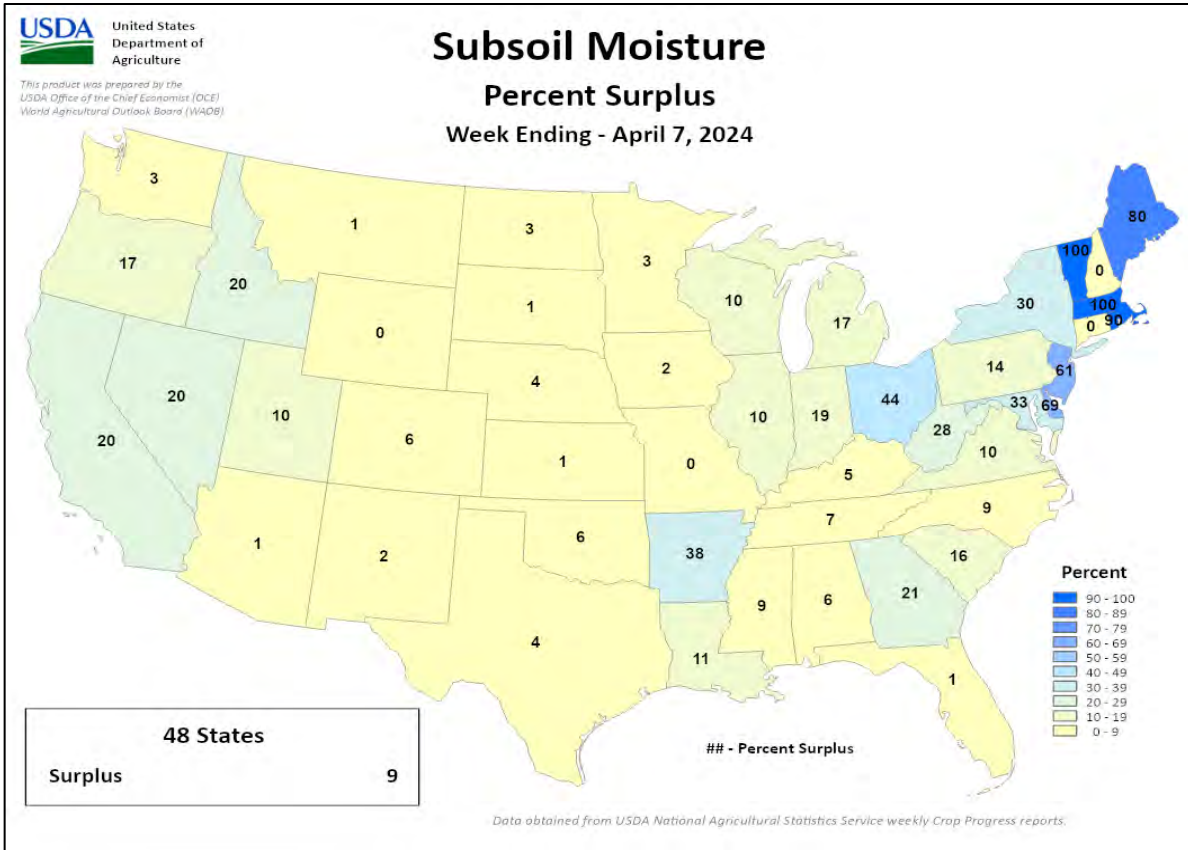 USDA
United States
Department of
Agriculture
This product was prepared by the
USDA Office of the Chief Economist (OCE)
World Agricultural Outlook Board (WAOB)
Subsoil Moisture
Percent Surplus
Week Ending - April 7, 2024
3
1
3
3
80
100
0
17
20
10
30
100
1
17
0
90
0
2
14
61
4
44
33
69
20
10
10
19
28
20
6
10
1
0
5
9
7
6
1
2
38
16
9
6
21
4
11
1
Percent
90 - 100
80 - 89
70 - 79
60 - 69
50 - 59
40 - 49
30 - 39
20 - 29
10 - 19
0 - 9
48 States
Surplus 9
## - Percent Surplus
Data obtained from USDA National Agricultural Statistics Service weekly Crop Progress reports.